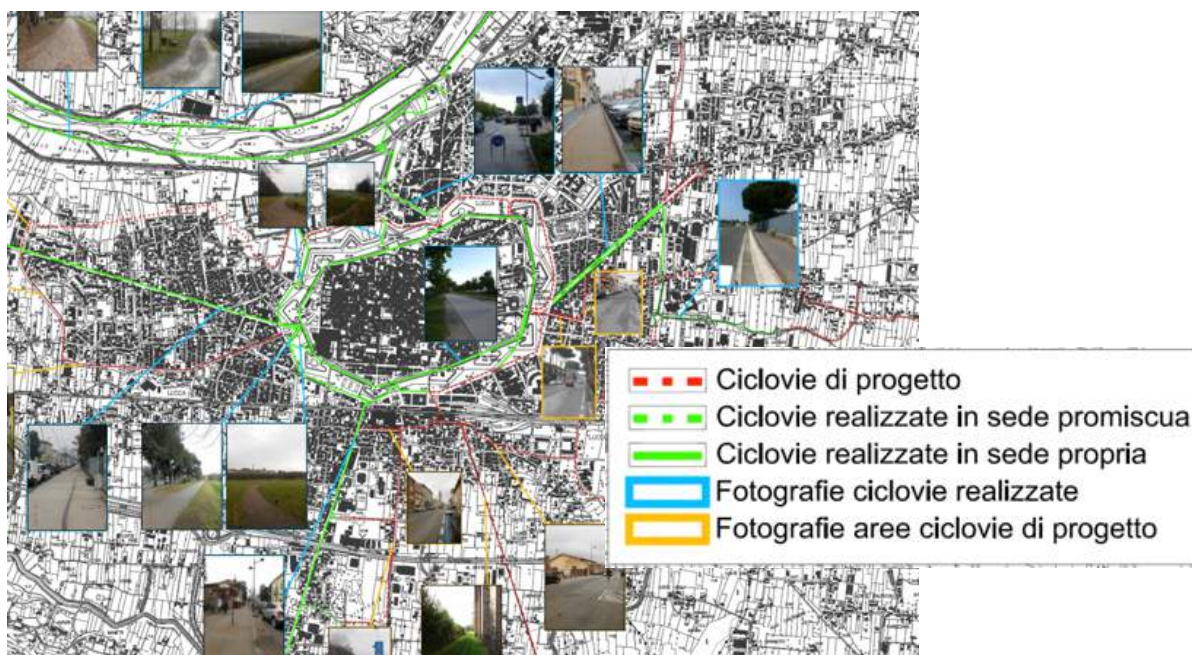 LUCCA
Ciclovie di progetto
Ciclovie realizzate in sede promiscua
Ciclovie realizzate in sede propria
Fotografie ciclovie realizzate
Fotografie aree ciclovie di progetto